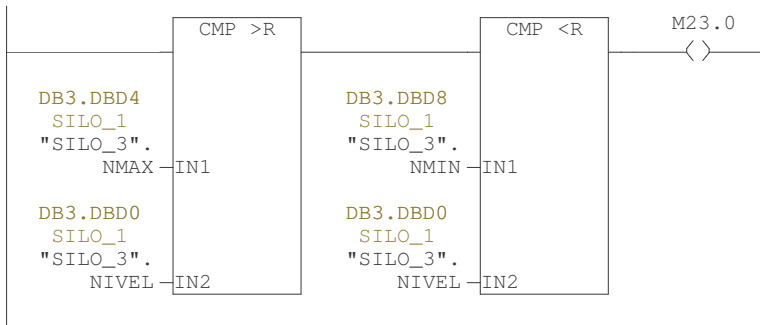 CMP >R
CMP <R
M23.0
DB3.DBD4
SILO_1
"SILO_3".
NMAX
IN1
DB3.DBD8
SILO_1
"SILO_3".
NMIN
IN1
DB3.DBD0
SILO_1
"SILO_3".
NIVEL
IN2
DB3.DBD0
SILO_1
"SILO_3".
NIVEL
IN2